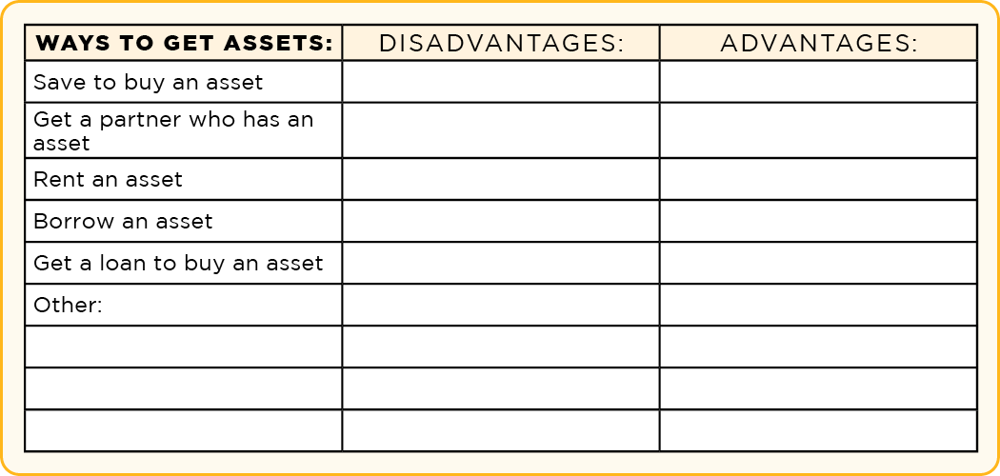 WAYS TO GET ASSETS: DISADVANTAGES: ADVANTAGES:
Save to buy an asset
Get a partner who has an
asset
Rent an asset
Borrow an asset
Get a loan to buy an asset
Other: